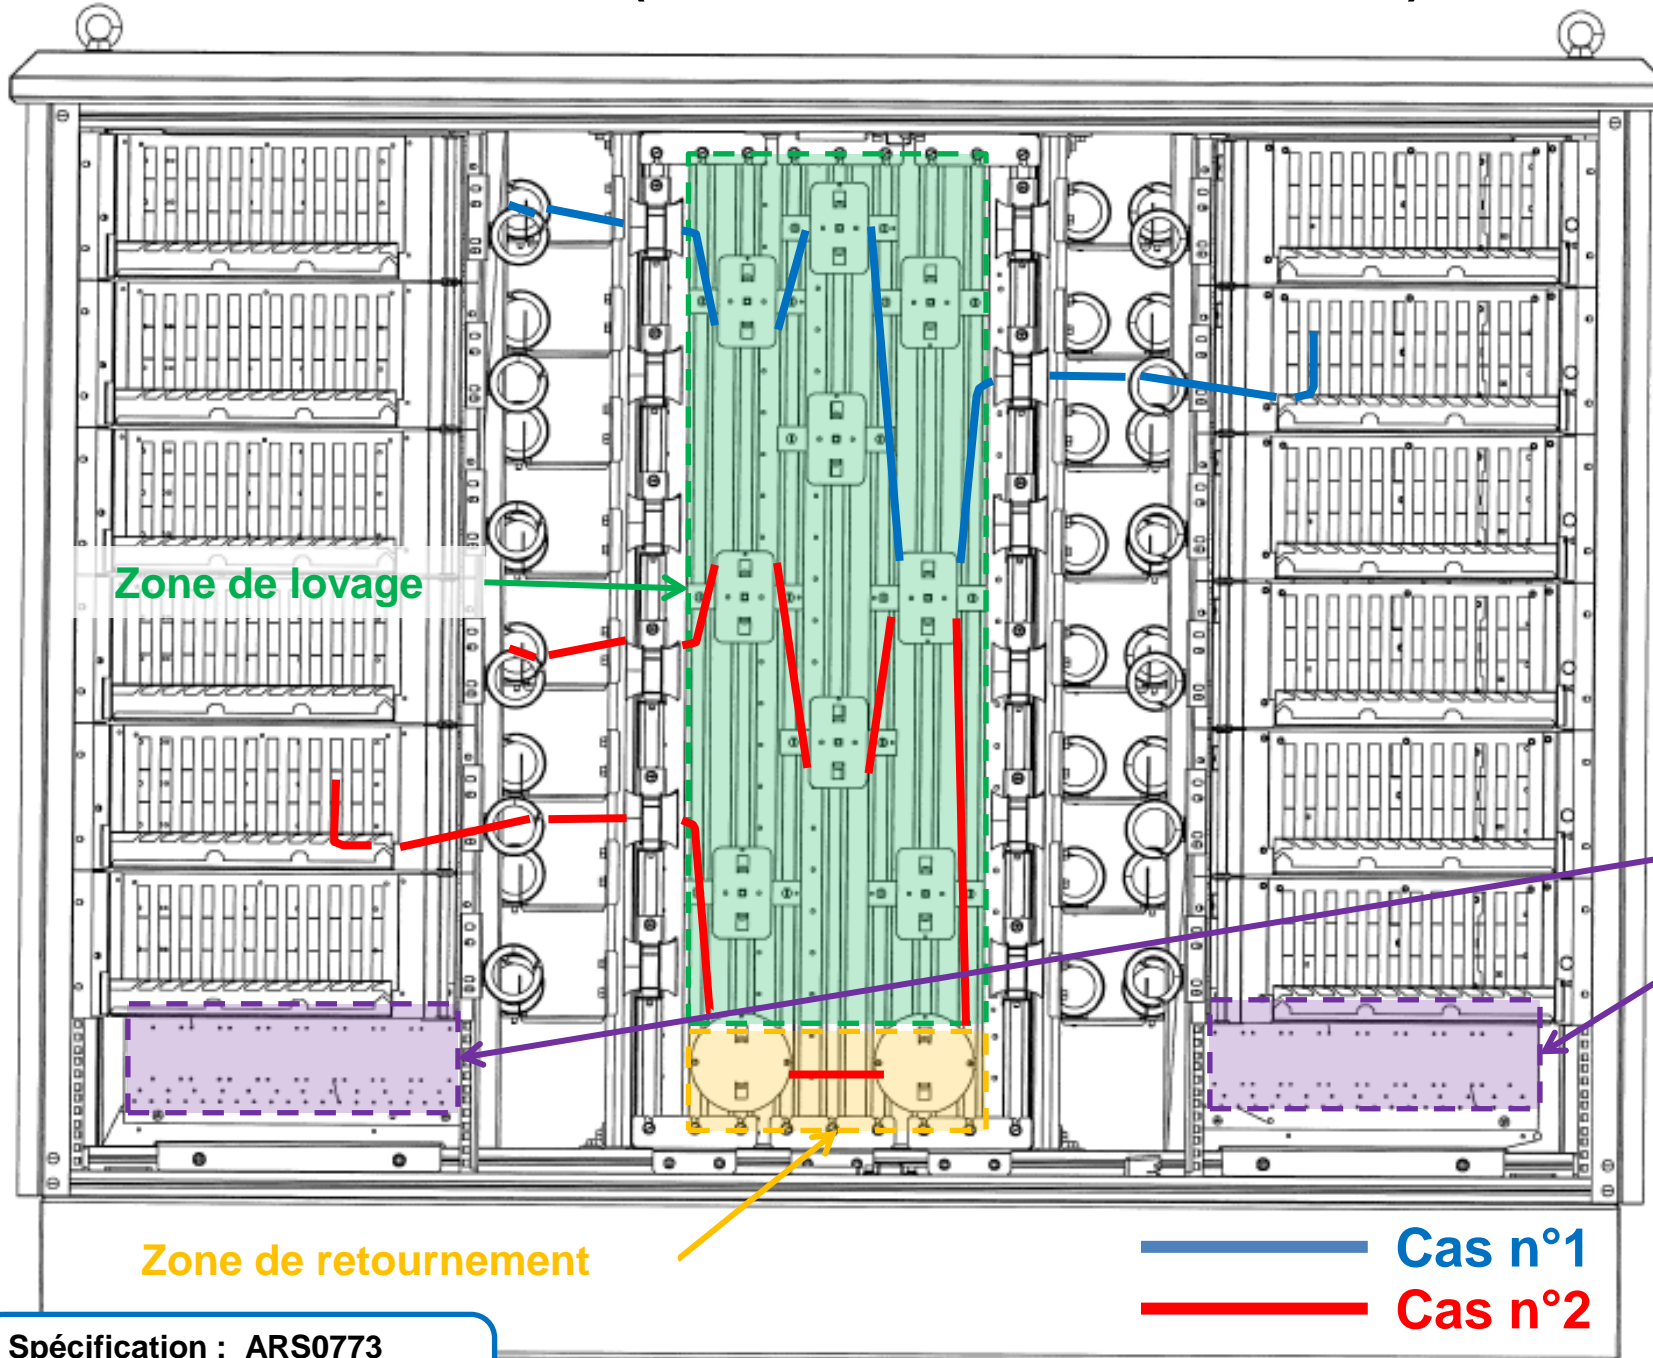 Zone de lovage
Zone de retournement
Cas n°1
Cas n°2
Spécification : ARS0773